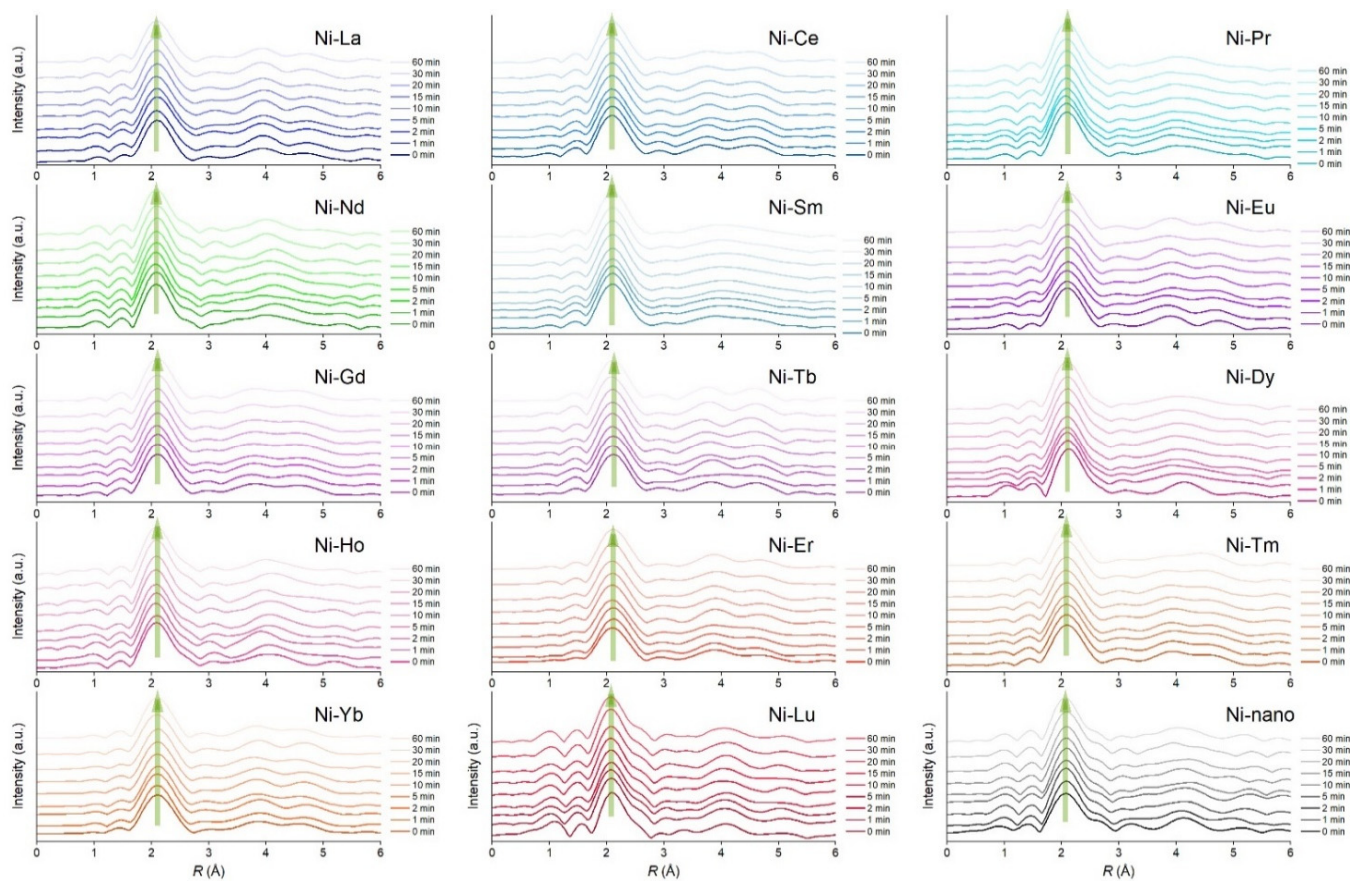 Intensity (a.u.)
Ni-La
60 min
30 min
20 min
15 min
10 min
5 min
2 min
1 min
0 min
0 1 2 3 4 5 6
Ni-Ce
60 min
30 min
20 min
15 min
10 min
5 min
2 min
1 min
0 min
0 1 2 3 4 5 6
Ni-Pr
60 min
30 min
20 min
15 min
10 min
5 min
2 min
1 min
0 min
0 1 2 3 4 5 6
Intensity (a.u.)
Ni-Nd
60 min
30 min
20 min
15 min
10 min
5 min
2 min
1 min
0 min
0 1 2 3 4 5 6
Ni-Sm
60 min
30 min
20 min
15 min
10 min
5 min
2 min
1 min
0 min
0 1 2 3 4 5 6
Ni-Eu
60 min
30 min
20 min
15 min
10 min
5 min
2 min
1 min
0 min
0 1 2 3 4 5 6
Intensity (a.u.)
Ni-Gd
60 min
30 min
20 min
15 min
10 min
5 min
2 min
1 min
0 min
0 1 2 3 4 5 6
Ni-Tb
60 min
30 min
20 min
15 min
10 min
5 min
2 min
1 min
0 min
0 1 2 3 4 5 6
Ni-Dy
60 min
30 min
20 min
15 min
10 min
5 min
2 min
1 min
0 min
0 1 2 3 4 5 6
Intensity (a.u.)
Ni-Ho
60 min
30 min
20 min
15 min
10 min
5 min
2 min
1 min
0 min
0 1 2 3 4 5 6
Ni-Er
60 min
30 min
20 min
15 min
10 min
5 min
2 min
1 min
0 min
0 1 2 3 4 5 6
Ni-Tm
60 min
30 min
20 min
15 min
10 min
5 min
2 min
1 min
0 min
0 1 2 3 4 5 6
Intensity (a.u.)
Ni-Yb
60 min
30 min
20 min
15 min
10 min
5 min
2 min
1 min
0 min
0 1 2 3 4 5 6
R (Å)
Intensity (a.u.)
Ni-Lu
60 min
30 min
20 min
15 min
10 min
5 min
2 min
1 min
0 min
0 1 2 3 4 5 6
R (Å)
Intensity (a.u.)
Ni-nano
60 min
30 min
20 min
15 min
10 min
5 min
2 min
1 min
0 min
0 1 2 3 4 5 6
R (Å)